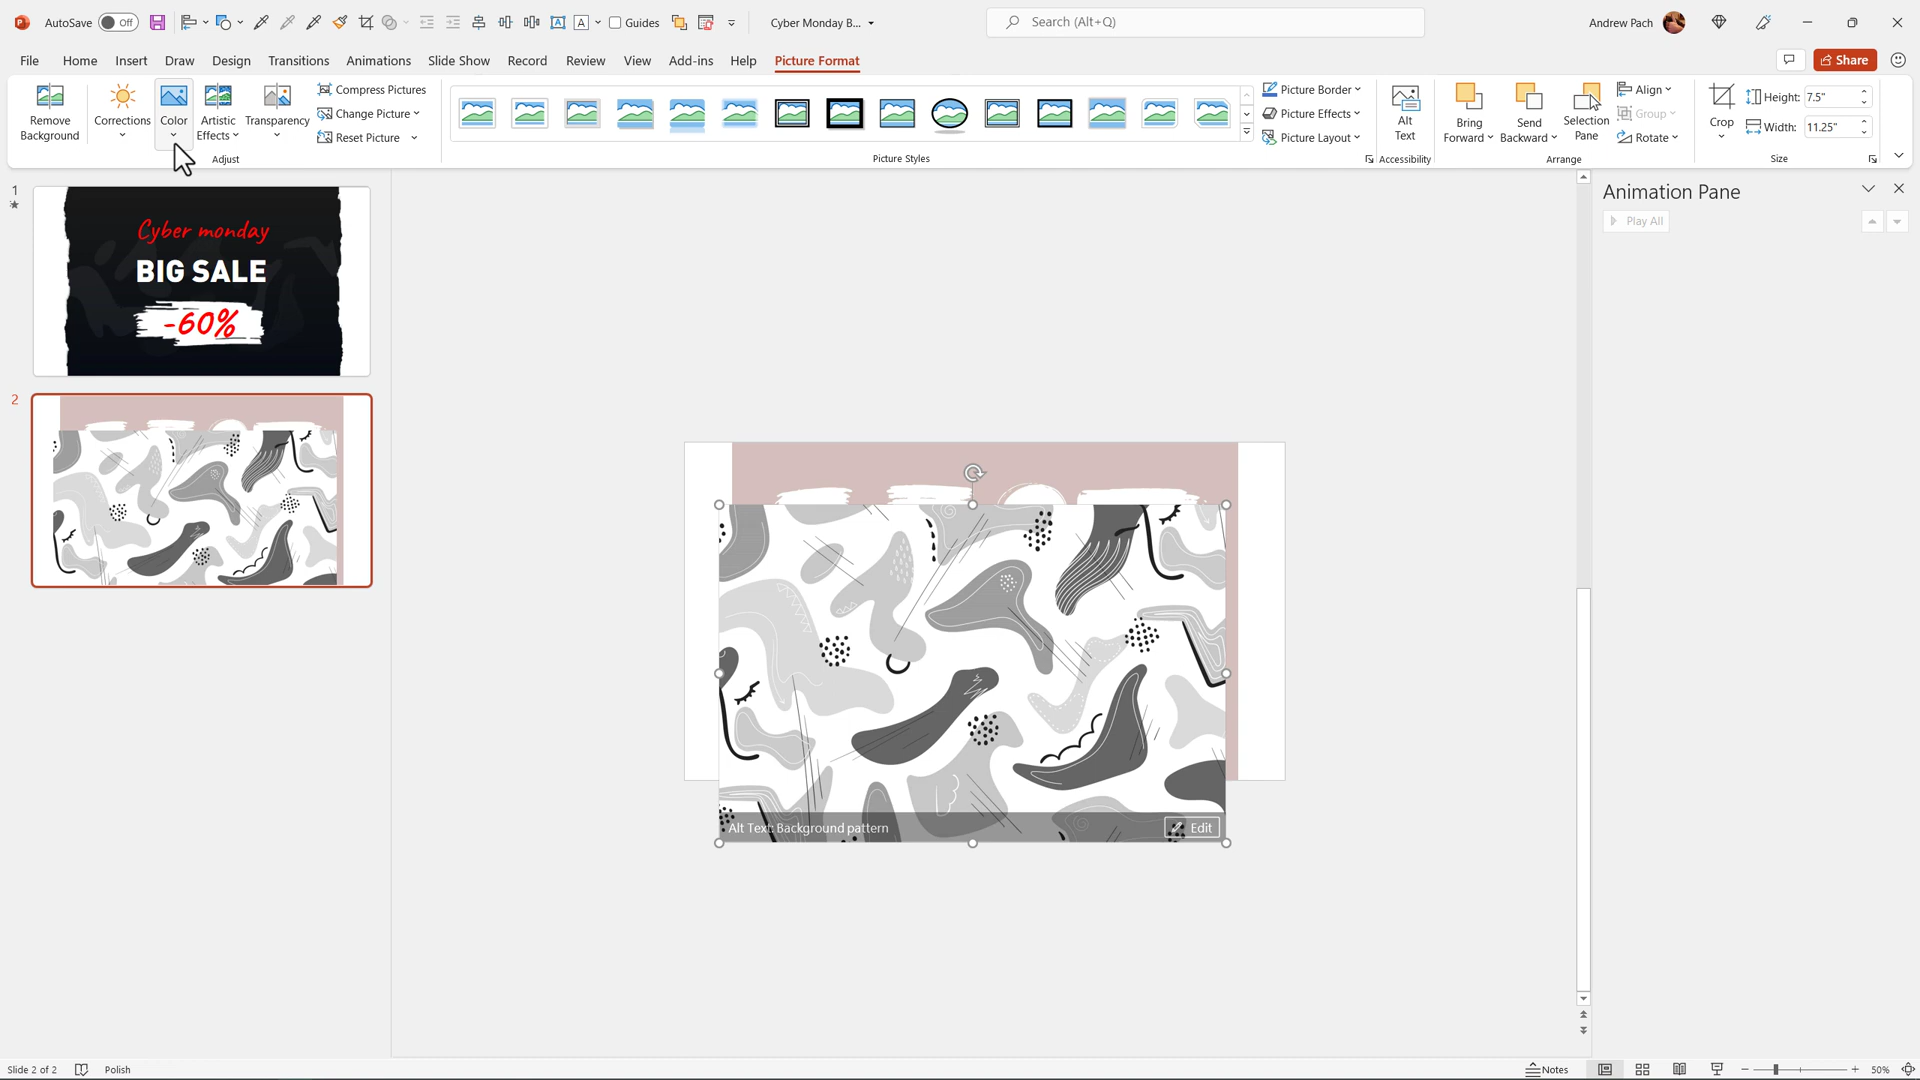 AutoSave Off Guides Cyber Monday B... Search (Alt+Q) Andrew Pach
File Home Insert Draw Design Transitions Animations Slide Show Record Review View Add-ins Help Picture Format Share
Remove Background
Corrections
Color
Artistic Effects
Transparency
Compress Pictures
Change Picture
Reset Picture
Adjust
Picture Styles
Picture Border
Picture Effects
Picture Layout
Alt Text
Accessibility
Bring Forward
Send Backward
Selection Pane
Align
Group
Rotate
Arrange
Crop
Height: 7.5"
Width: 11.25"
Size
1
Cyber monday
BIG SALE
-60%
2
Alt Text: Background pattern Edit
Animation Pane
Play All
Slide 2 of 2 Polish Notes 50%